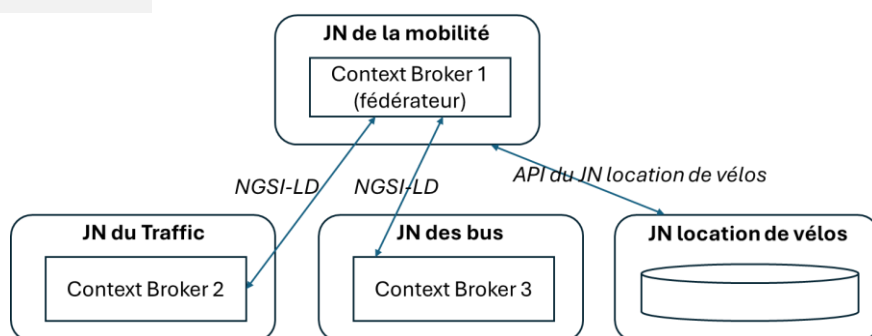 JN de la mobilité
Context Broker 1
(fédérateur)
NGSI-LD
NGSI-LD
API du JN location de vélos
JN du Traffic
Context Broker 2
JN des bus
Context Broker 3
JN location de vélos